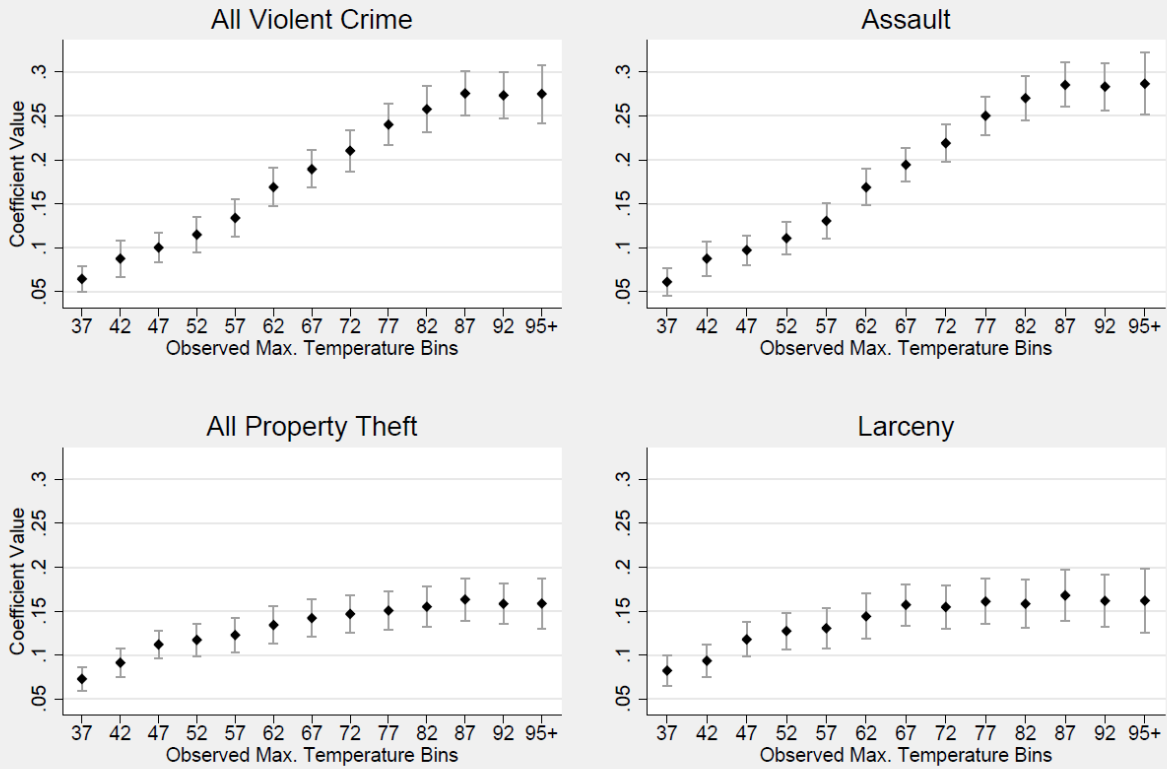 All Violent Crime
Coefficient Value
.3
.25
.2
.15
.1
.05
37 42 47 52 57 62 67 72 77 82 87 92 95+
Observed Max. Temperature Bins
Assault
.3
.25
.2
.15
.1
.05
37 42 47 52 57 62 67 72 77 82 87 92 95+
Observed Max. Temperature Bins
All Property Theft
Coefficient Value
.3
.25
.2
.15
.1
.05
37 42 47 52 57 62 67 72 77 82 87 92 95+
Observed Max. Temperature Bins
Larceny
.3
.25
.2
.15
.1
.05
37 42 47 52 57 62 67 72 77 82 87 92 95+
Observed Max. Temperature Bins